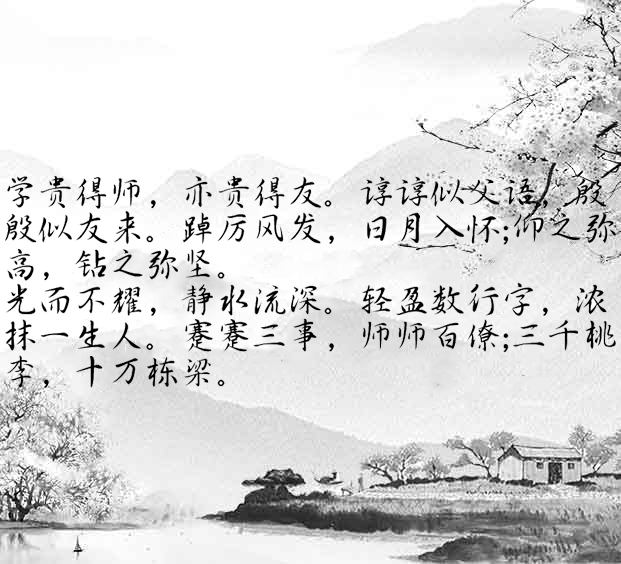 学贵得师，亦贵得友。谆谆似父语，殷
殷似友来。踔厉风发，日月入怀;仰之弥
高，钻之弥坚。
光而不耀，静水流深。轻盈数行字，浓
抹一生人。蹇蹇三事，师师百僚;三千桃
李，十万栋梁。